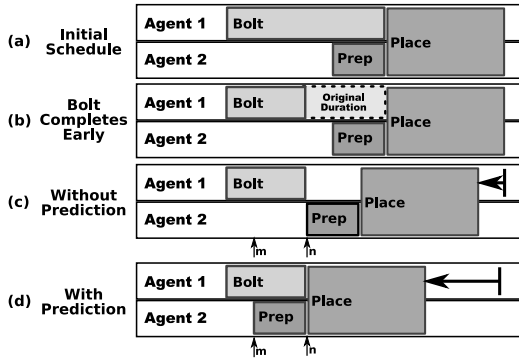 (a) Initial Schedule
Agent 1 Bolt
Agent 2 Prep
Place
(b) Bolt Completes Early
Agent 1 Bolt Original Duration
Agent 2 Prep
Place
(c) Without Prediction
Agent 1 Bolt
Agent 2 Prep
Place
m n
(d) With Prediction
Agent 1 Bolt
Agent 2 Prep
Place
m n